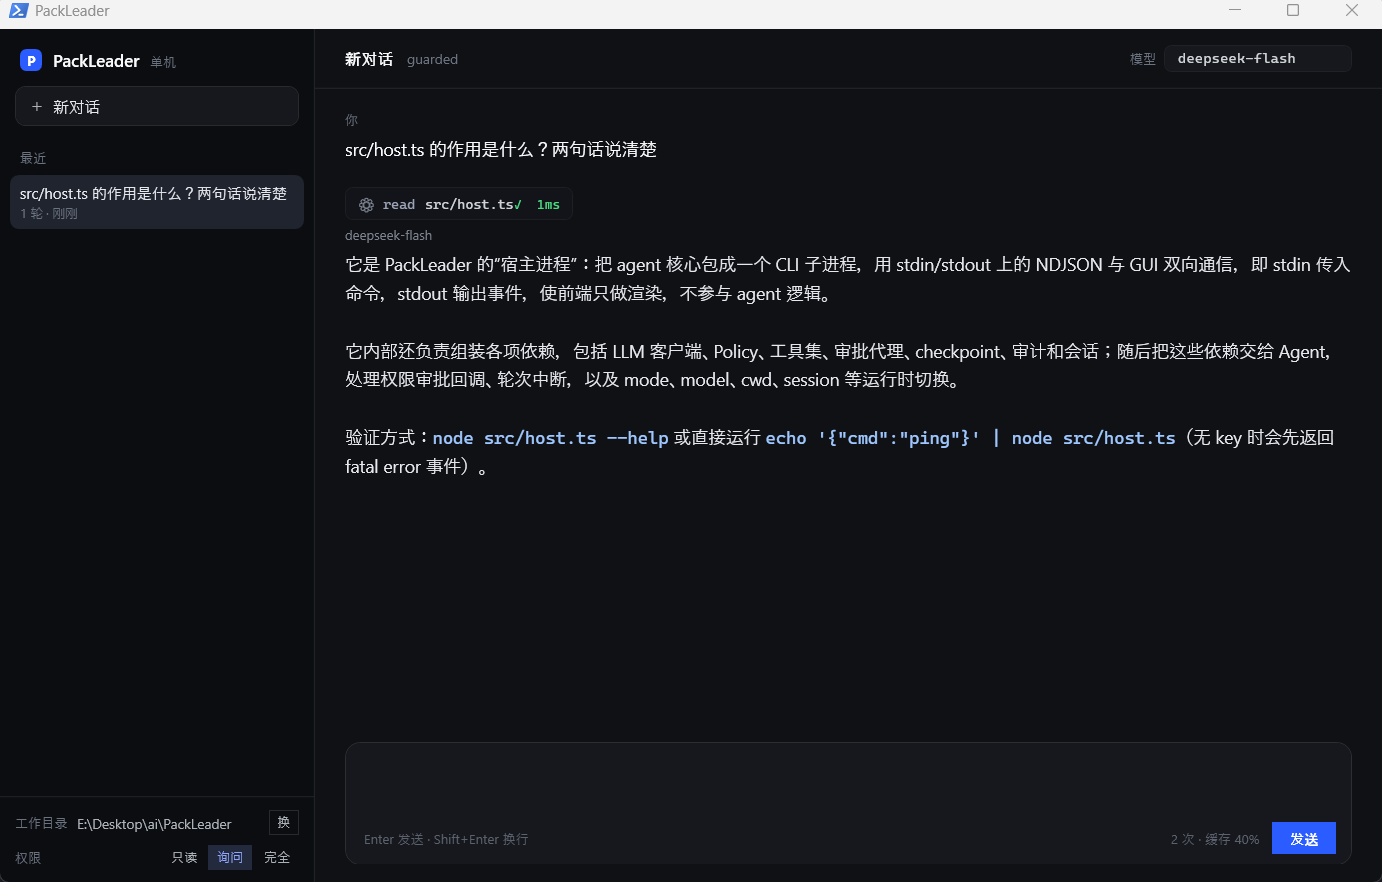 PackLeader
P PackLeader 单机
+ 新对话
最近
src/host.ts 的作用是什么？两句话说清楚
1 轮 · 刚刚
工作目录 E:\Desktop\ai\PackLeader 换
权限 只读 询问 完全
新对话 guarded 模型 deepseek-flash
你
src/host.ts 的作用是什么？两句话说清楚
read src/host.ts✓ 1ms
deepseek-flash
它是 PackLeader 的“宿主进程”：把 agent 核心包成一个 CLI 子进程，用 stdin/stdout 上的 NDJSON 与 GUI 双向通信，即 stdin 传入
命令，stdout 输出事件，使前端只做渲染，不参与 agent 逻辑。
它内部还负责组装各项依赖，包括 LLM 客户端、Policy、工具集、审批代理、checkpoint、审计和会话；随后把这些依赖交给 Agent，
处理权限审批回调、轮次中断，以及 mode、model、cwd、session 等运行时切换。
验证方式：node src/host.ts --help 或直接运行 echo '{"cmd":"ping"}' | node src/host.ts（无 key 时会先返回
fatal error 事件）。
Enter 发送 · Shift+Enter 换行 2 次 · 缓存 40% 发送